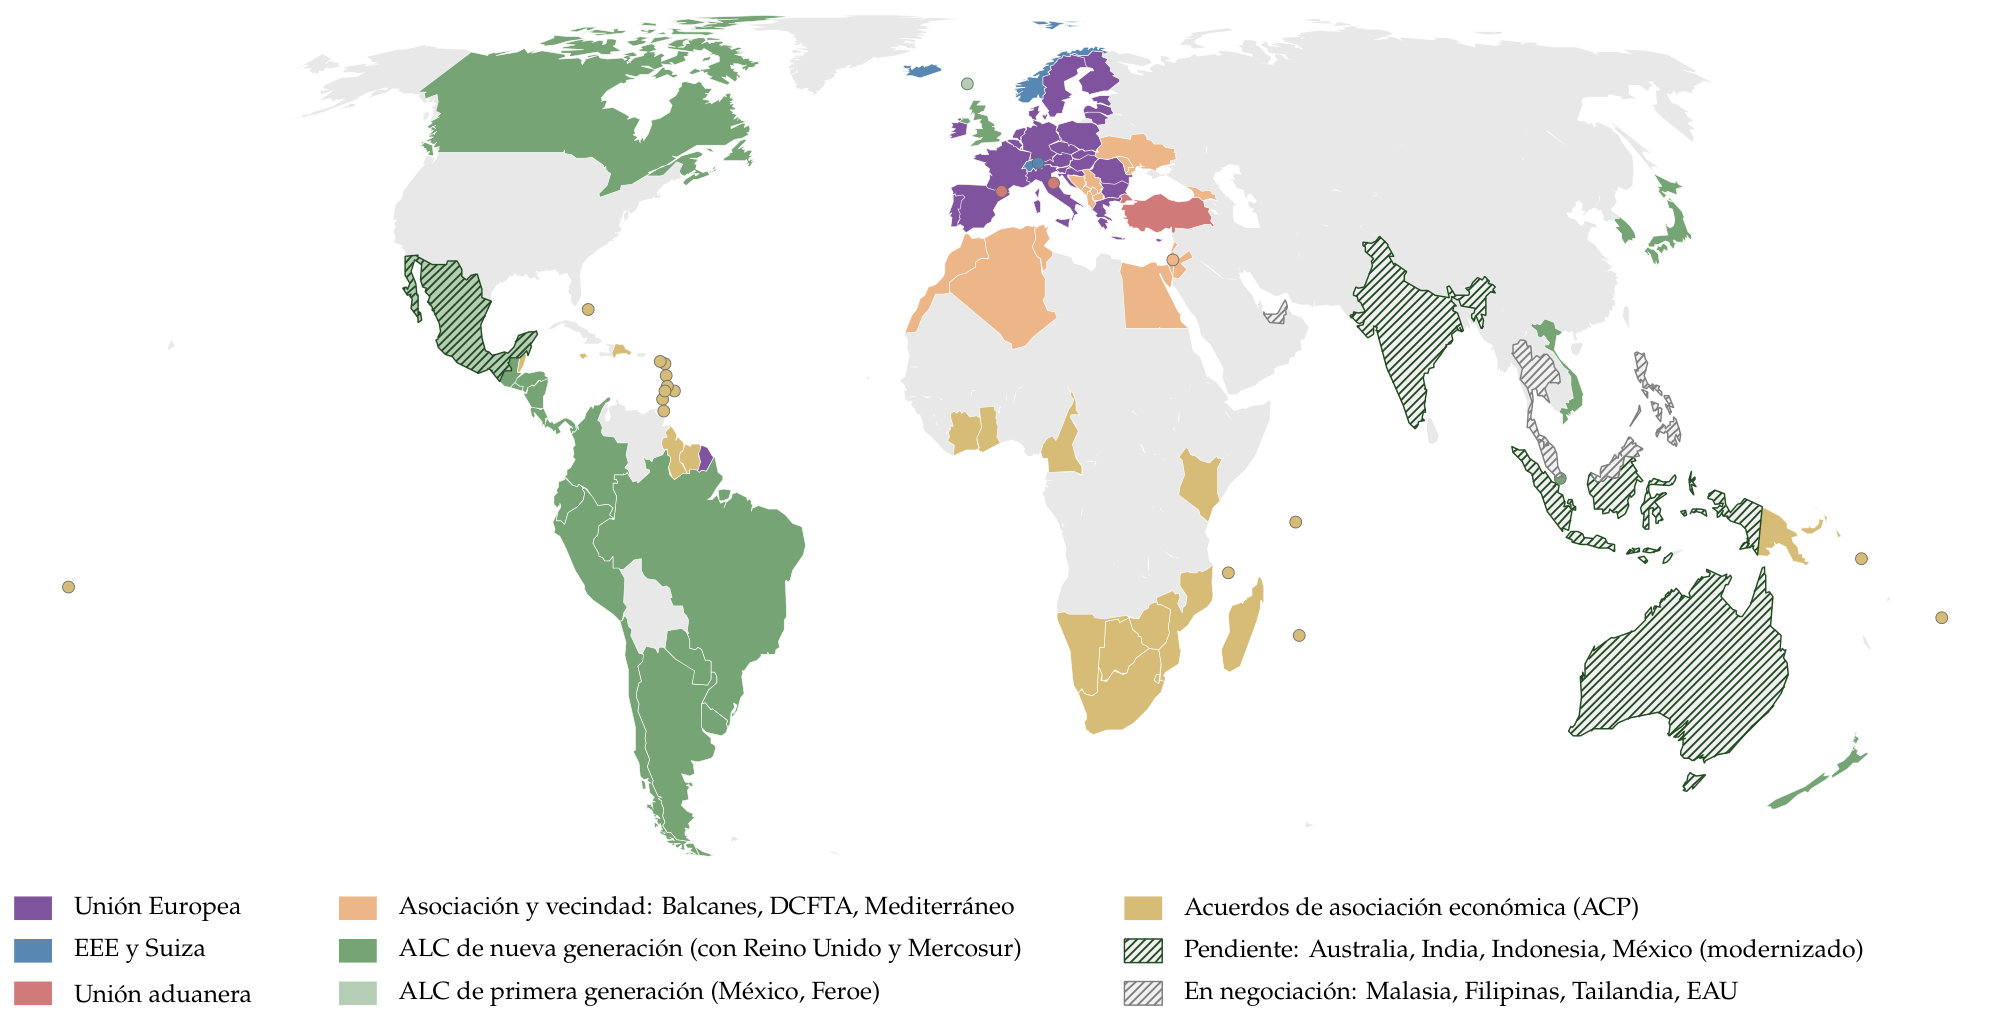 Unión Europea
EEE y Suiza
Unión aduanera
Asociación y vecindad: Balcanes, DCFTA, Mediterráneo
ALC de nueva generación (con Reino Unido y Mercosur)
ALC de primera generación (México, Feroe)
Acuerdos de asociación económica (ACP)
Pendiente: Australia, India, Indonesia, México (modernizado)
En negociación: Malasia, Filipinas, Tailandia, EAU